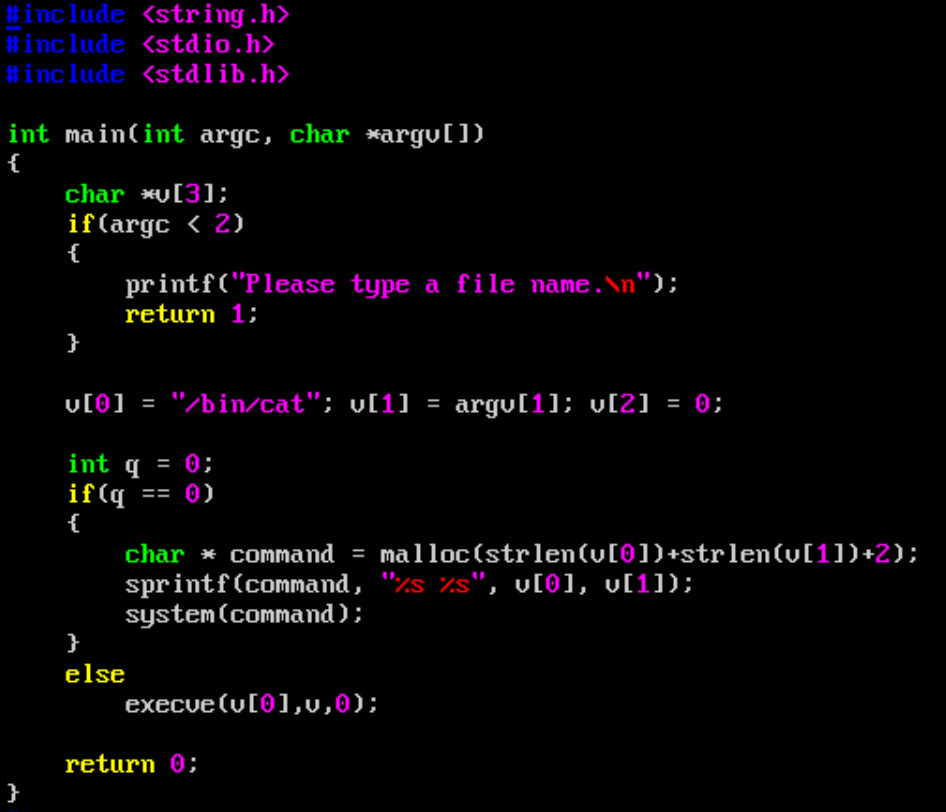 #include <string.h>
#include <stdio.h>
#include <stdlib.h>

int main(int argc, char *argv[])
{
    char *v[3];
    if(argc < 2)
    {
        printf("Please type a file name.\n");
        return 1;
    }

    v[0] = "/bin/cat"; v[1] = argv[1]; v[2] = 0;

    int q = 0;
    if(q == 0)
    {
        char * command = malloc(strlen(v[0])+strlen(v[1])+2);
        sprintf(command, "%s %s", v[0], v[1]);
        system(command);
    }
    else
        execve(v[0],v,0);

    return 0;
}